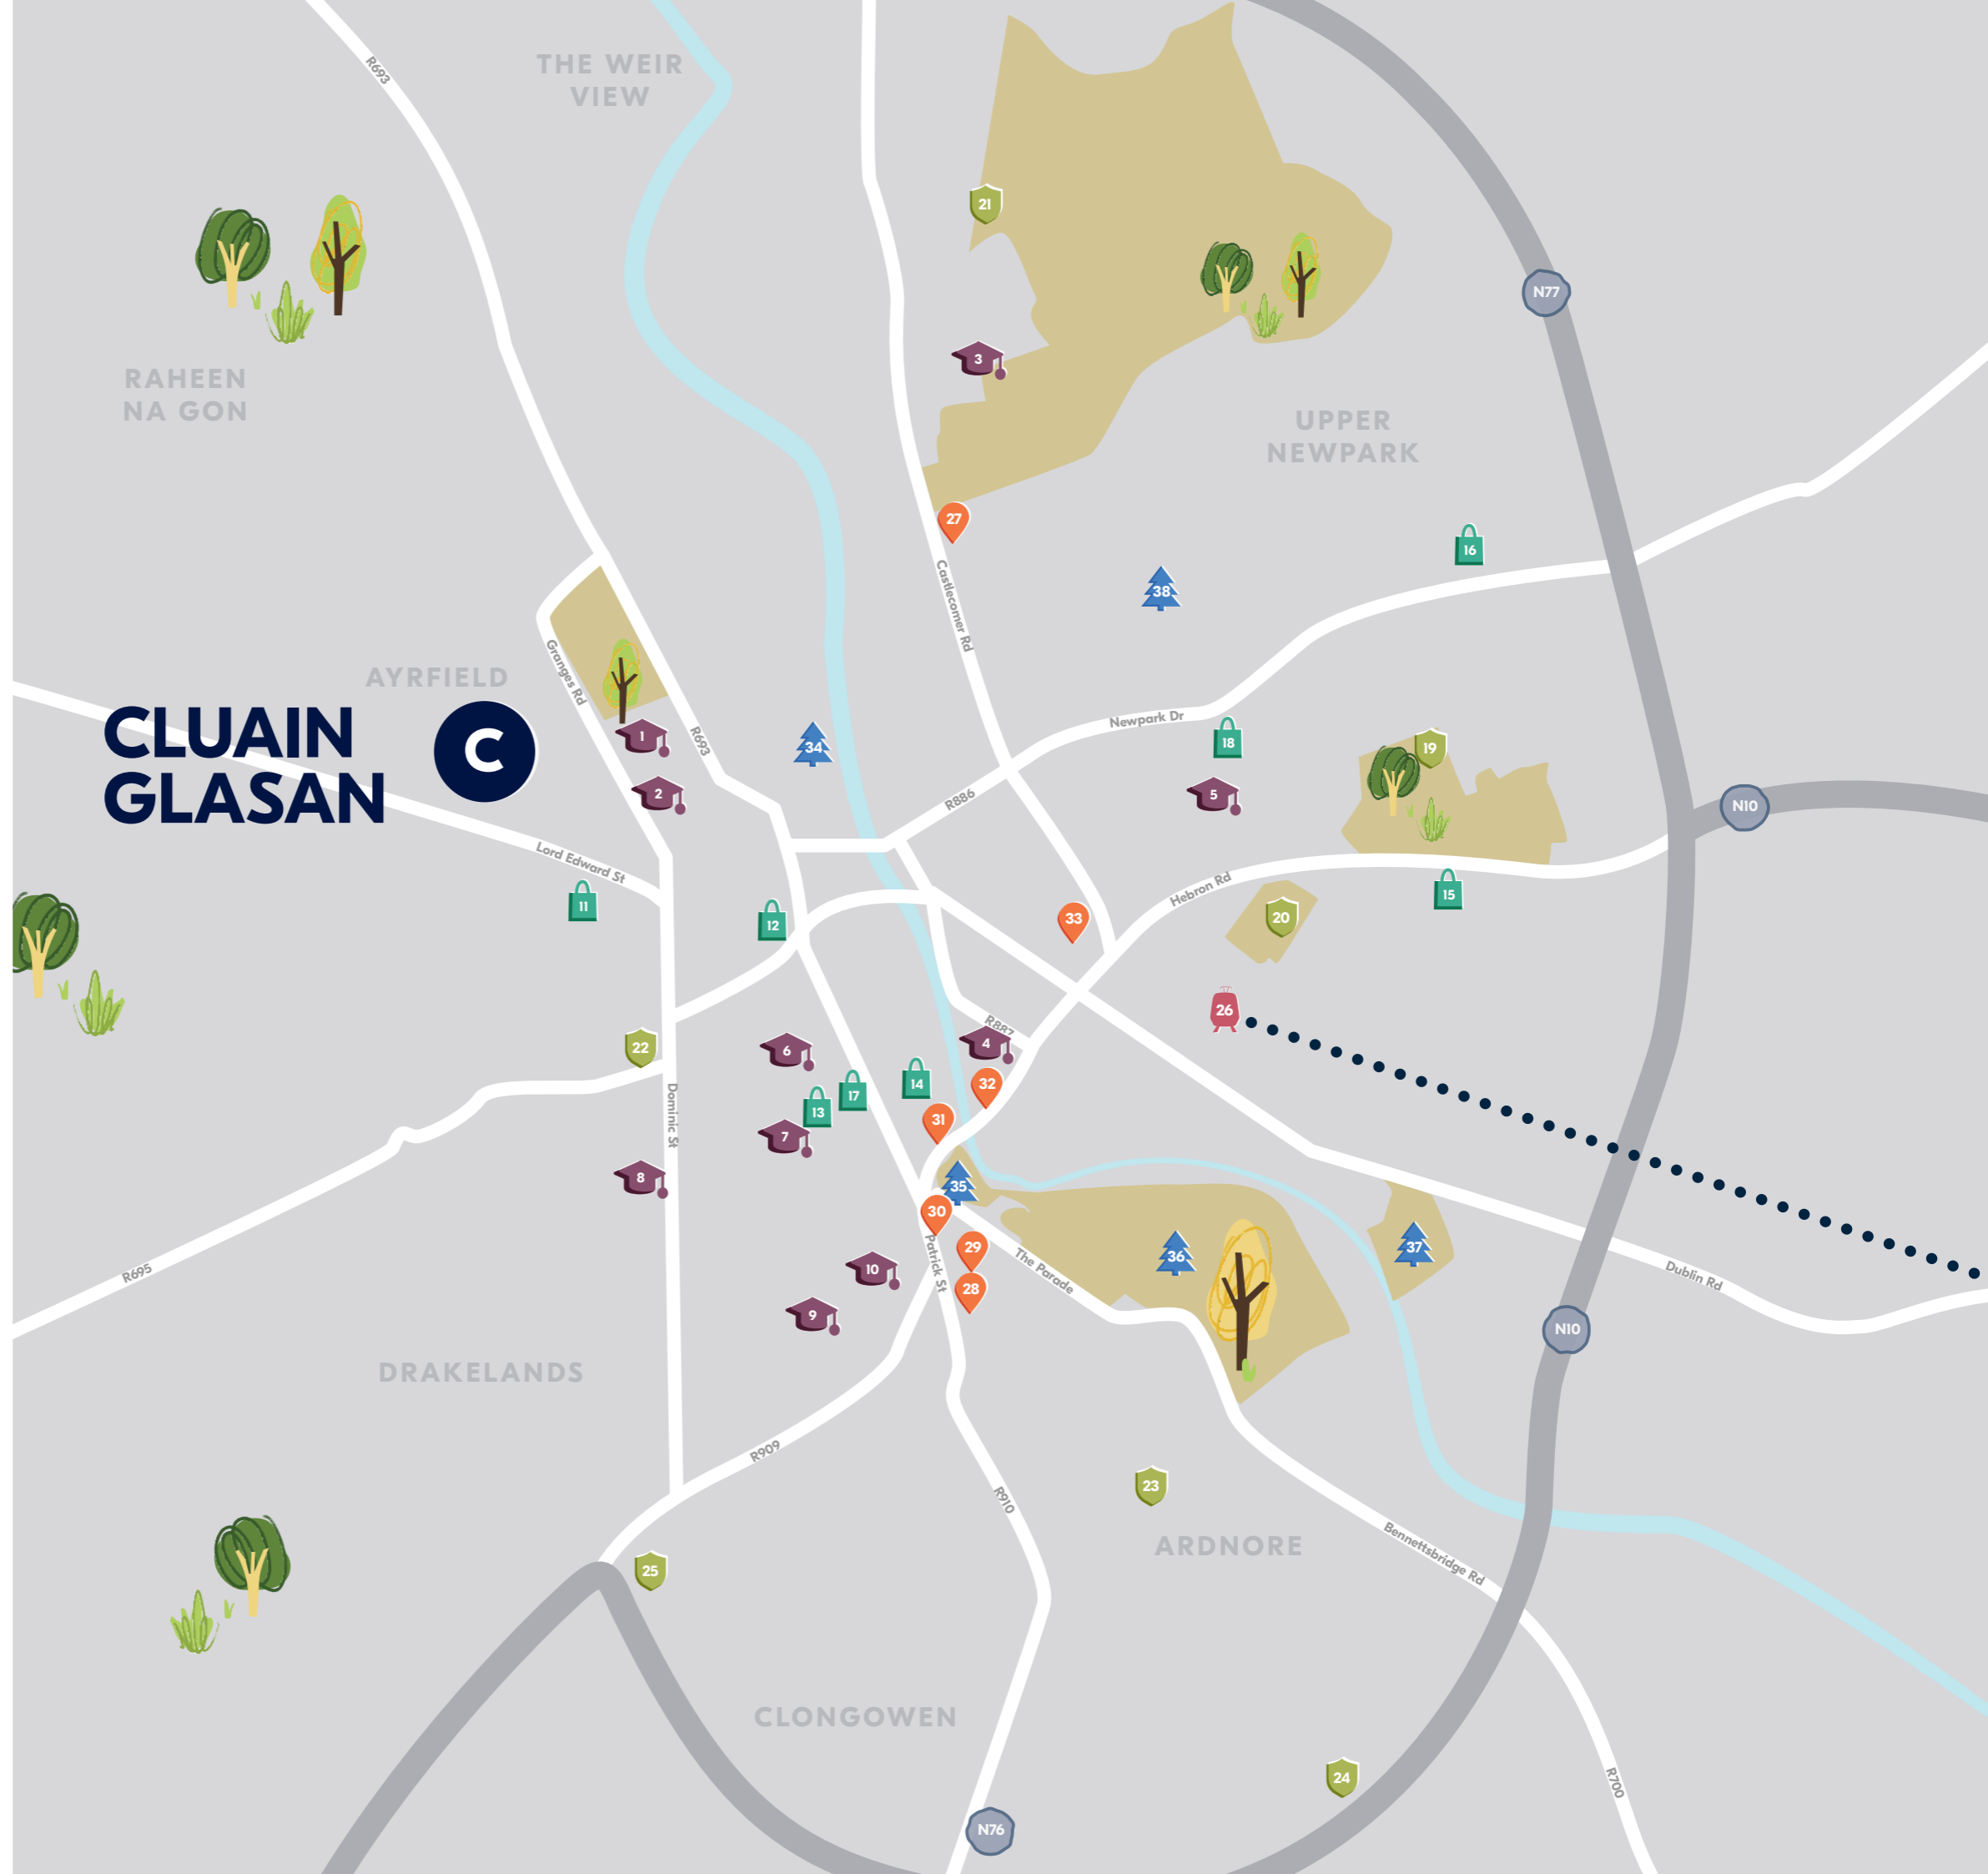 R693
THE WEIR
VIEW
21
N77
3
RAHEEN
NA GON
UPPER
NEWPARK
27
16
Castlecomer Rd
38
Granges Rd
AYRFIELD
CLUAIN
GLASAN
C
1
R693
34
Newpark Dr
18
19
2
R886
5
N10
Lord Edward St
11
12
33
Hebron Rd
15
20
26
R887
22
6
4
14
32
17
13
31
Dominic St
7
8
35
30
Patrick St
29
The Parade
36
37
10
28
R695
Dublin Rd
9
N10
DRAKELANDS
R909
R910
23
ARDNORE
Bennettsbridge Rd
25
CLONGOWEN
24
R700
N76